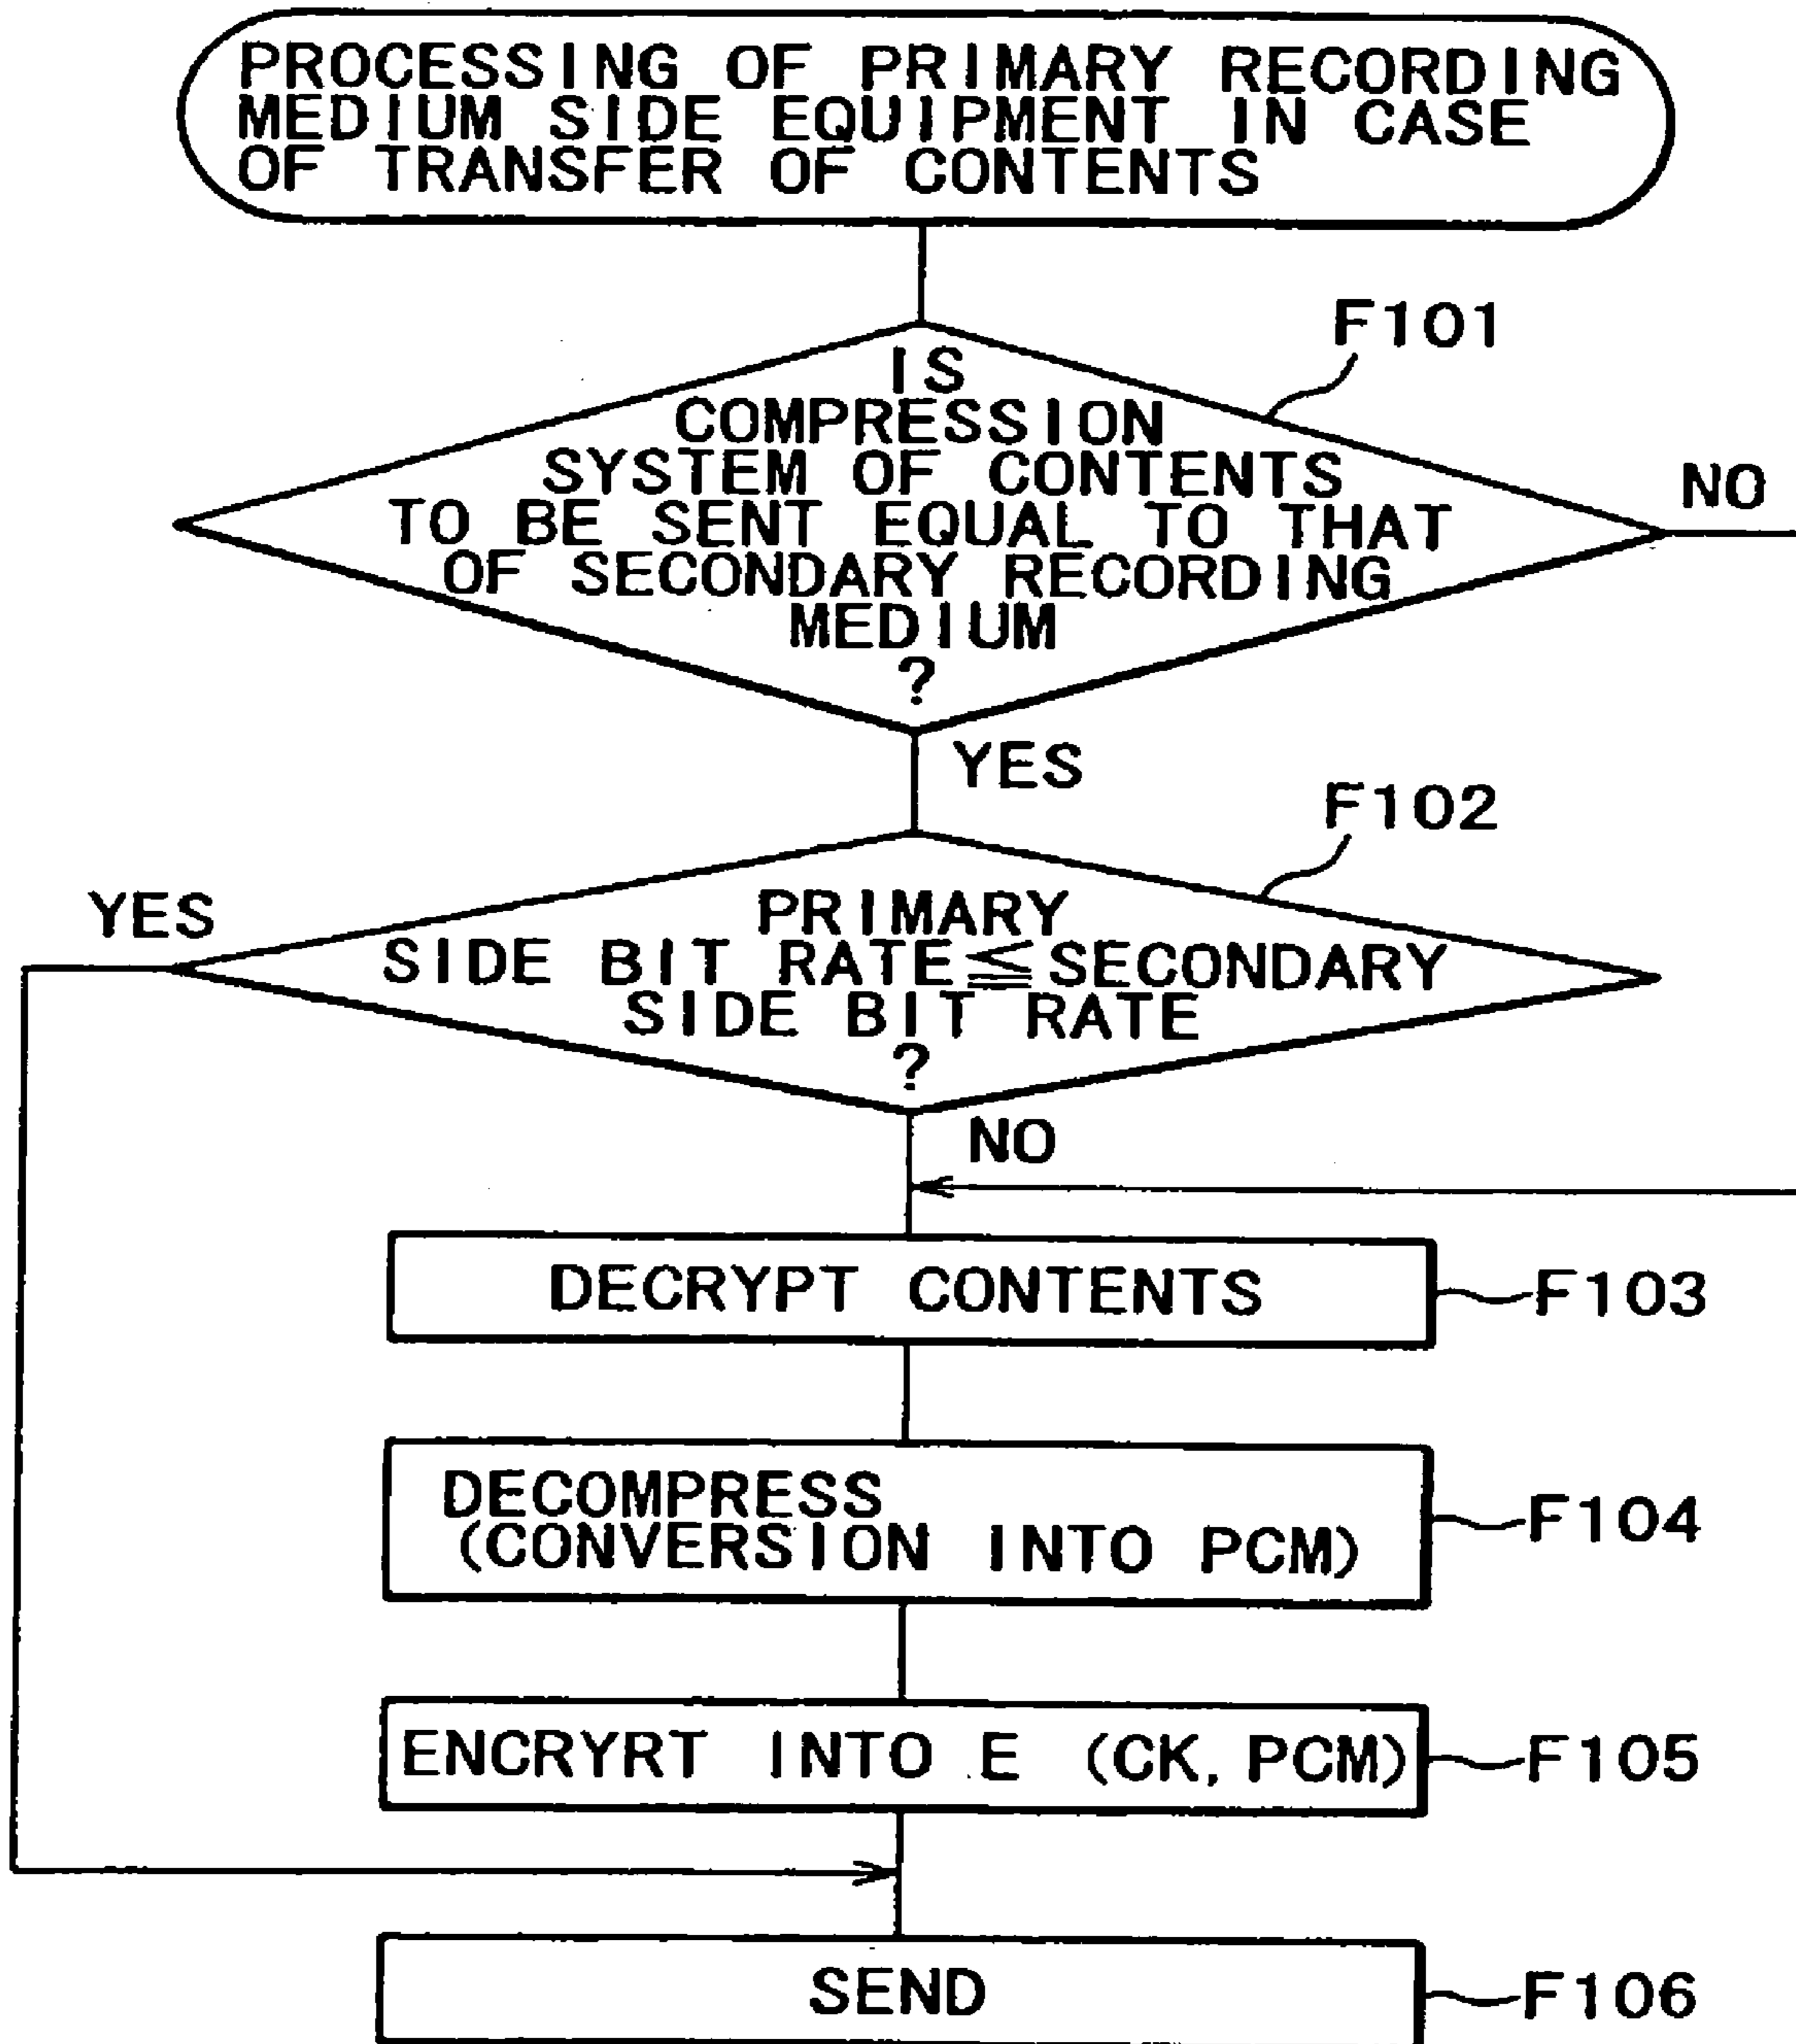 PROCESSING OF PRIMARY RECORDING
MEDIUM SIDE EQUIPMENT IN CASE
OF TRANSFER OF CONTENTS
F101
IS
COMPRESSION
SYSTEM OF CONTENTS
TO BE SENT EQUAL TO THAT
OF SECONDARY RECORDING
MEDIUM
?
NO
YES
F102
YES
PRIMARY
SIDE BIT RATE≦SECONDARY
SIDE BIT RATE
?
NO
DECRYPT CONTENTS
F103
DECOMPRESS
(CONVERSION INTO PCM)
F104
ENCRYRT INTO E (CK, PCM)
F105
SEND
F106